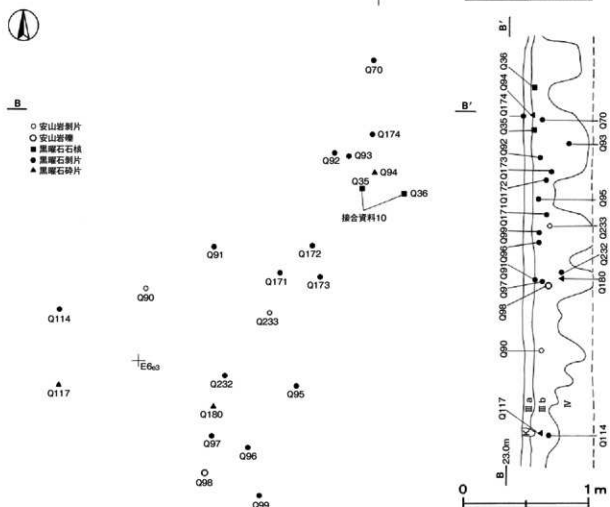 B
B′
○ 安山岩剥片
○ 安山岩礫
■ 黒曜石石核
● 黒曜石剥片
▲ 黒曜石砕片
Q70
Q174
Q92
Q93
Q94
Q35
Q36
接合資料10
Q91
Q172
Q171
Q173
Q90
Q233
Q114
E6e3
Q232
Q95
Q117
Q180
Q97
Q96
Q98
Q99
B′
Q36
Q94
Q174
Q35
Q92
Q173
Q172
Q171
Q99
Q96
Q91
Q97
Q98
Q90
Q117
Q70
Q93
Q95
Q233
Q232
Q180
Q114
Ⅲa
Ⅲb
Ⅳ
K
B
23.0m
0 1m